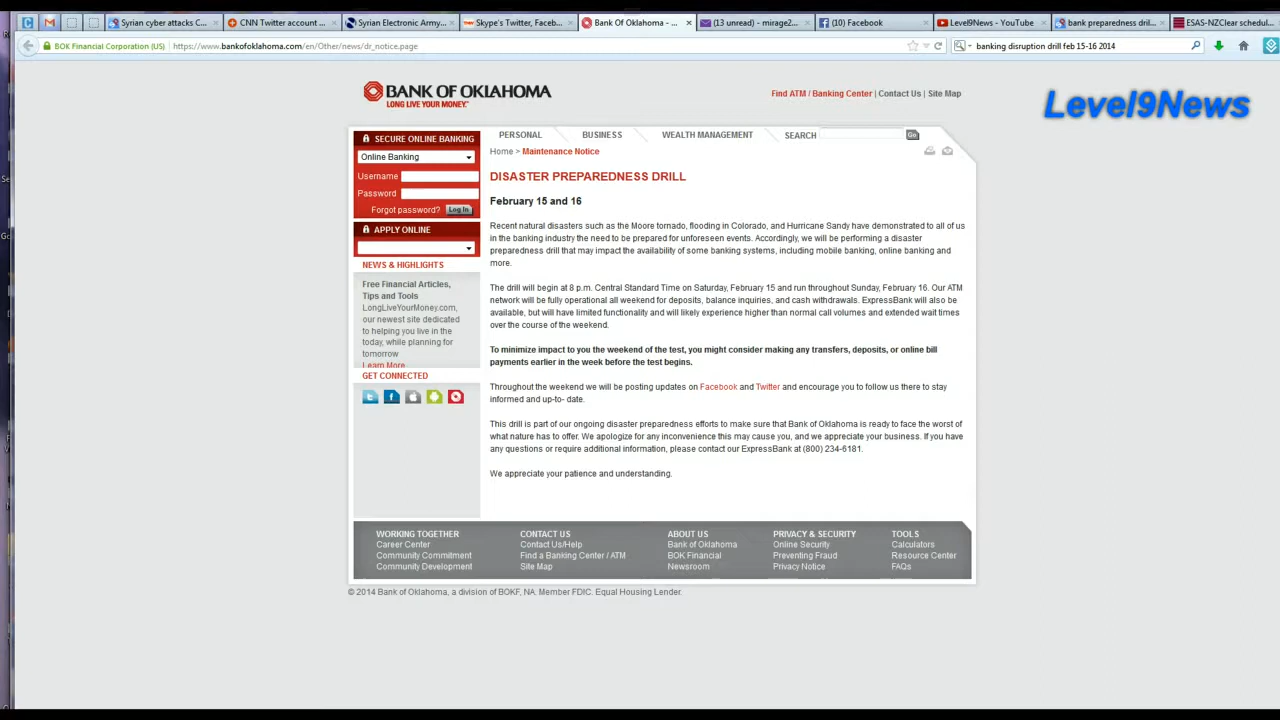 Syrian cyber attacks C...
CNN Twitter account ...
Syrian Electronic Army...
Skype's Twitter, Faceb...
Bank Of Oklahoma - ...
(13 unread) - mirage2...
(10) Facebook
Level9News - YouTube
bank preparedness dril...
ESAS-NZClear schedul...
BOK Financial Corporation (US)
https://www.bankofoklahoma.com/en/Other/news/dr_notice.page
banking disruption drill feb 15-16 2014
BANK OF OKLAHOMA
LONG LIVE YOUR MONEY.
Find ATM / Banking Center | Contact Us | Site Map
Level9News
SECURE ONLINE BANKING
Online Banking
Username
Password
Forgot password? Log In
APPLY ONLINE
NEWS & HIGHLIGHTS
Free Financial Articles,
Tips and Tools
LongLiveYourMoney.com,
our newest site dedicated
to helping you live in the
today, while planning for
tomorrow
Learn More
GET CONNECTED
PERSONAL
BUSINESS
WEALTH MANAGEMENT
SEARCH
Go
Home > Maintenance Notice
DISASTER PREPAREDNESS DRILL
February 15 and 16
Recent natural disasters such as the Moore tornado, flooding in Colorado, and Hurricane Sandy have demonstrated to all of us
in the banking industry the need to be prepared for unforeseen events. Accordingly, we will be performing a disaster
preparedness drill that may impact the availability of some banking systems, including mobile banking, online banking and
more.
The drill will begin at 8 p.m. Central Standard Time on Saturday, February 15 and run throughout Sunday, February 16. Our ATM
network will be fully operational all weekend for deposits, balance inquiries, and cash withdrawals. ExpressBank will also be
available, but will have limited functionality and will likely experience higher than normal call volumes and extended wait times
over the course of the weekend.
To minimize impact to you the weekend of the test, you might consider making any transfers, deposits, or online bill
payments earlier in the week before the test begins.
Throughout the weekend we will be posting updates on Facebook and Twitter and encourage you to follow us there to stay
informed and up-to- date.
This drill is part of our ongoing disaster preparedness efforts to make sure that Bank of Oklahoma is ready to face the worst of
what nature has to offer. We apologize for any inconvenience this may cause you, and we appreciate your business. If you have
any questions or require additional information, please contact our ExpressBank at (800) 234-6181.
We appreciate your patience and understanding.
WORKING TOGETHER
Career Center
Community Commitment
Community Development
CONTACT US
Contact Us/Help
Find a Banking Center / ATM
Site Map
ABOUT US
Bank of Oklahoma
BOK Financial
Newsroom
PRIVACY & SECURITY
Online Security
Preventing Fraud
Privacy Notice
TOOLS
Calculators
Resource Center
FAQs
© 2014 Bank of Oklahoma, a division of BOKF, NA. Member FDIC. Equal Housing Lender.